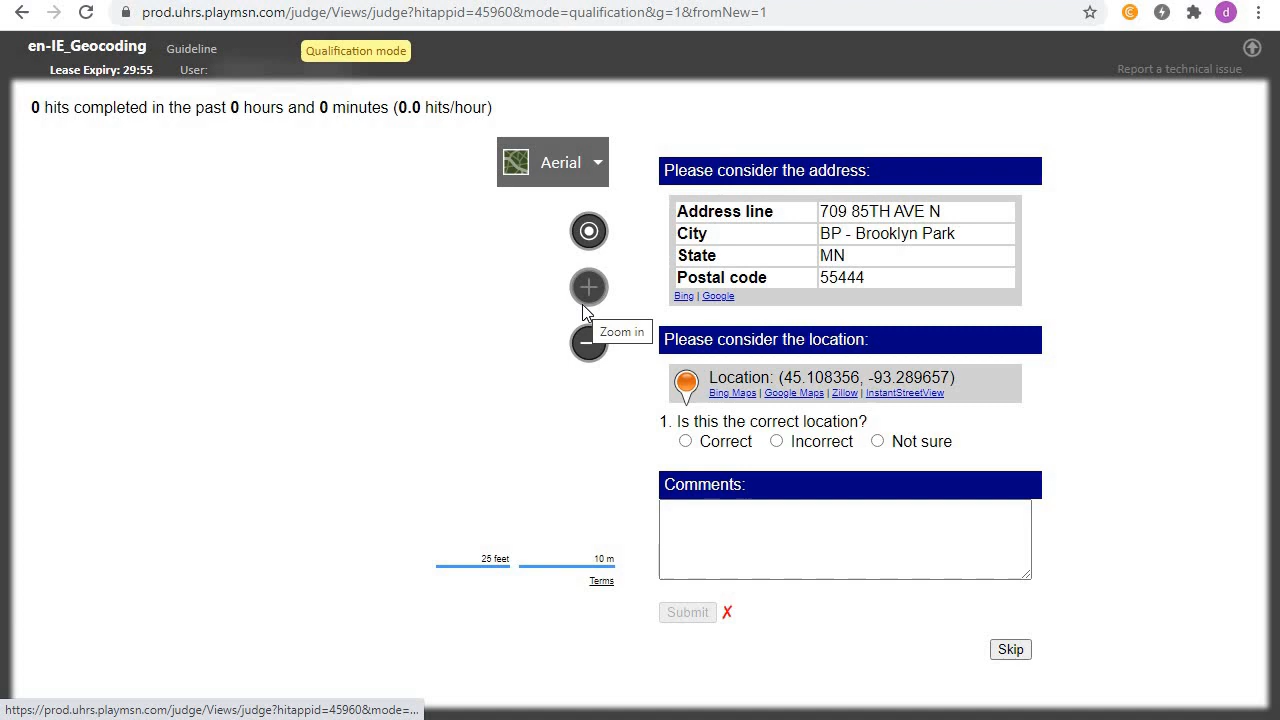 prod.uhrs.playmsn.com/judge/Views/judge?hitappid=45960&mode=qualification&g=1&fromNew=1
d
en-IE_Geocoding
Guideline
Qualification mode
Lease Expiry: 29:55
User:
Report a technical issue
0 hits completed in the past 0 hours and 0 minutes (0.0 hits/hour)
Aerial
Zoom in
25 feet
10 m
Terms
Please consider the address:
Address line 709 85TH AVE N
City BP - Brooklyn Park
State MN
Postal code 55444
Bing | Google
Please consider the location:
Location: (45.108356, -93.289657)
Bing Maps | Google Maps | Zillow | InstantStreetView
1. Is this the correct location?
Correct Incorrect Not sure
Comments:
Submit ✗
Skip
https://prod.uhrs.playmsn.com/judge/Views/judge?hitappid=45960&mode=...